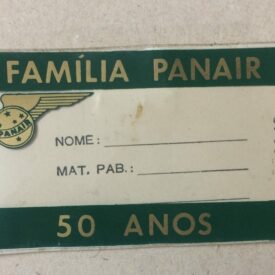 FAMÍLIA PANAIR
PANAIR
NOME:
MAT. PAB.:
50 ANOS